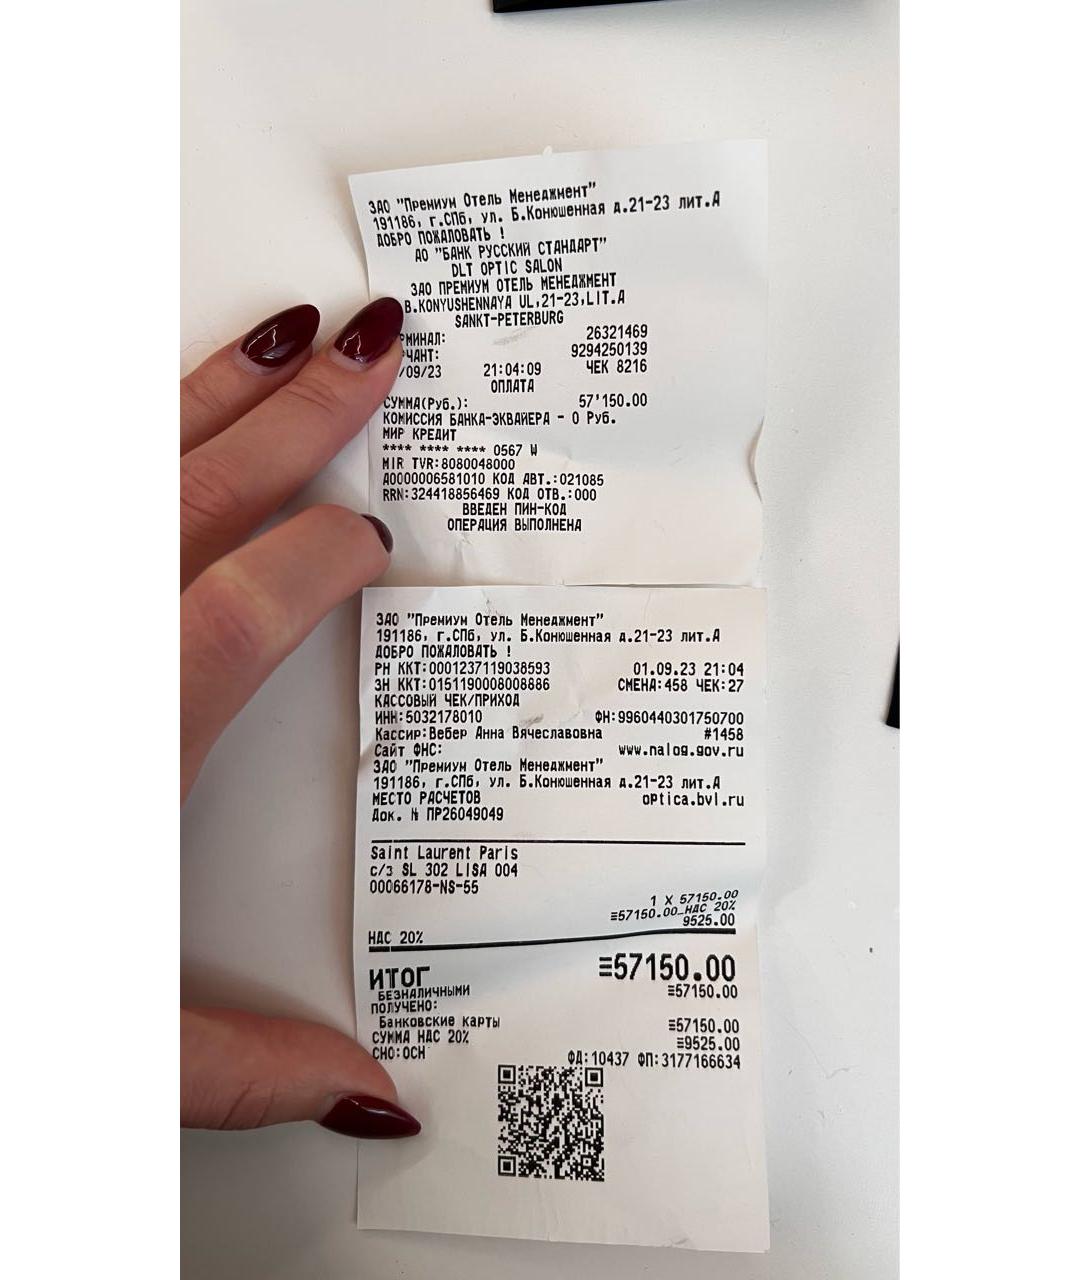 ЗАО "Премиум Отель Менеджмент"
191186, г.СПб, ул. Б.Конюшенная д.21-23 лит.А
ДОБРО ПОЖАЛОВАТЬ !
АО "БАНК РУССКИЙ СТАНДАРТ"
DLT OPTIC SALON
ЗАО ПРЕМИУМ ОТЕЛЬ МЕНЕДЖМЕНТ
B.KONYUSHENNAYA UL,21-23,LIT.A
SANKT-PETERBURG
РМИНАЛ: 26321469
ЧАНТ: 9294250139
/09/23 21:04:09 ЧЕК 8216
ОПЛАТА
СУММА(Руб.): 57'150.00
КОМИССИЯ БАНКА-ЭКВАЙЕРА - 0 Руб.
МИР КРЕДИТ
**** **** **** 0567 W
MIR TVR:8080048000
A0000006581010 КОД АВТ.:021085
RRN:324418856469 КОД ОТВ.:000
ВВЕДЕН ПИН-КОД
ОПЕРАЦИЯ ВЫПОЛНЕНА
ЗАО "Премиум Отель Менеджмент"
191186, г.СПб, ул. Б.Конюшенная д.21-23 лит.А
ДОБРО ПОЖАЛОВАТЬ !
РН ККТ:0001237119038593 01.09.23 21:04
ЗН ККТ:0151190008008886 СМЕНА:458 ЧЕК:27
КАССОВЫЙ ЧЕК/ПРИХОД
ИНН:5032178010 ФН:9960440301750700
Кассир:Вебер Анна Вячеславовна #1458
Сайт ФНС: www.nalog.gov.ru
ЗАО "Премиум Отель Менеджмент"
191186, г.СПб, ул. Б.Конюшенная д.21-23 лит.А
МЕСТО РАСЧЕТОВ optica.bvl.ru
Док. № ПР26049049
Saint Laurent Paris
с/з SL 302 LISA 004
00066178-NS-55
1 X 57150.00
≡57150.00_НДС 20%
9525.00
НДС 20%
ИТОГ ≡57150.00
БЕЗНАЛИЧНЫМИ ≡57150.00
ПОЛУЧЕНО:
Банковские карты ≡57150.00
СУММА НДС 20% ≡9525.00
СНО:ОСН ФД:10437 ФП:3177166634